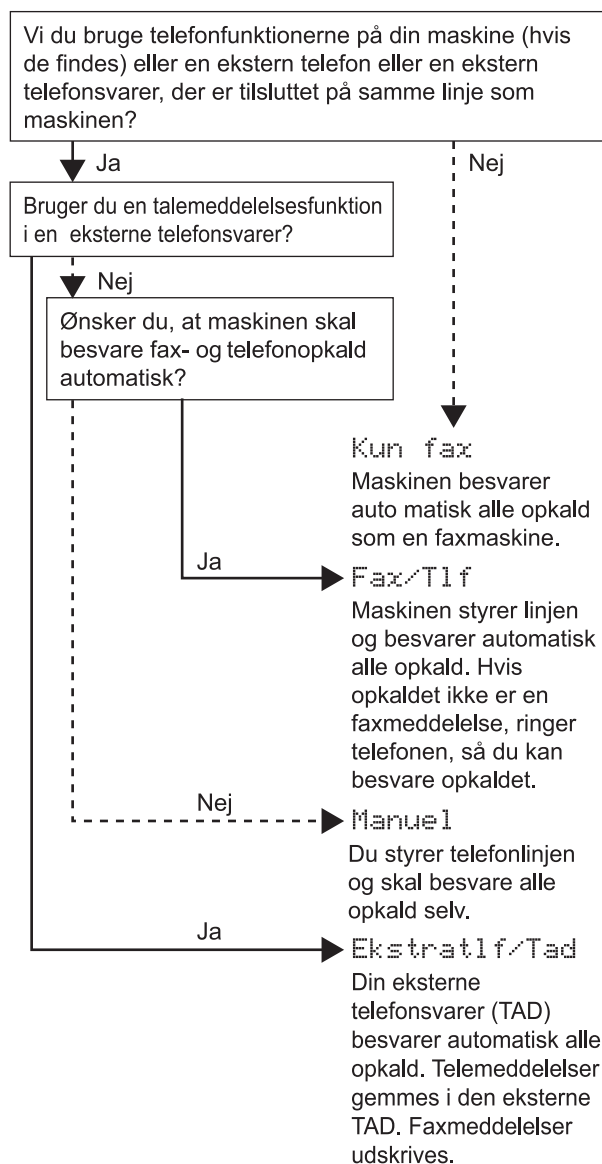 Vi du bruge telefonfunktionerne på din maskine (hvis
de findes) eller en ekstern telefon eller en ekstern
telefonsvarer, der er tilsluttet på samme linje som
maskinen?
Ja
Nej
Bruger du en talemeddelelsesfunktion
i en eksterne telefonsvarer?
Nej
Ønsker du, at maskinen skal
besvare fax- og telefonopkald
automatisk?
Kun fax
Maskinen besvarer
auto matisk alle opkald
som en faxmaskine.
Ja
Fax/Tlf
Maskinen styrer linjen
og besvarer automatisk
alle opkald. Hvis
opkaldet ikke er en
faxmeddelelse, ringer
telefonen, så du kan
besvare opkaldet.
Nej
Manuel
Du styrer telefonlinjen
og skal besvare alle
opkald selv.
Ja
Ekstratlf/Tad
Din eksterne
telefonsvarer (TAD)
besvarer automatisk alle
opkald. Telemeddelelser
gemmes i den eksterne
TAD. Faxmeddelelser
udskrives.